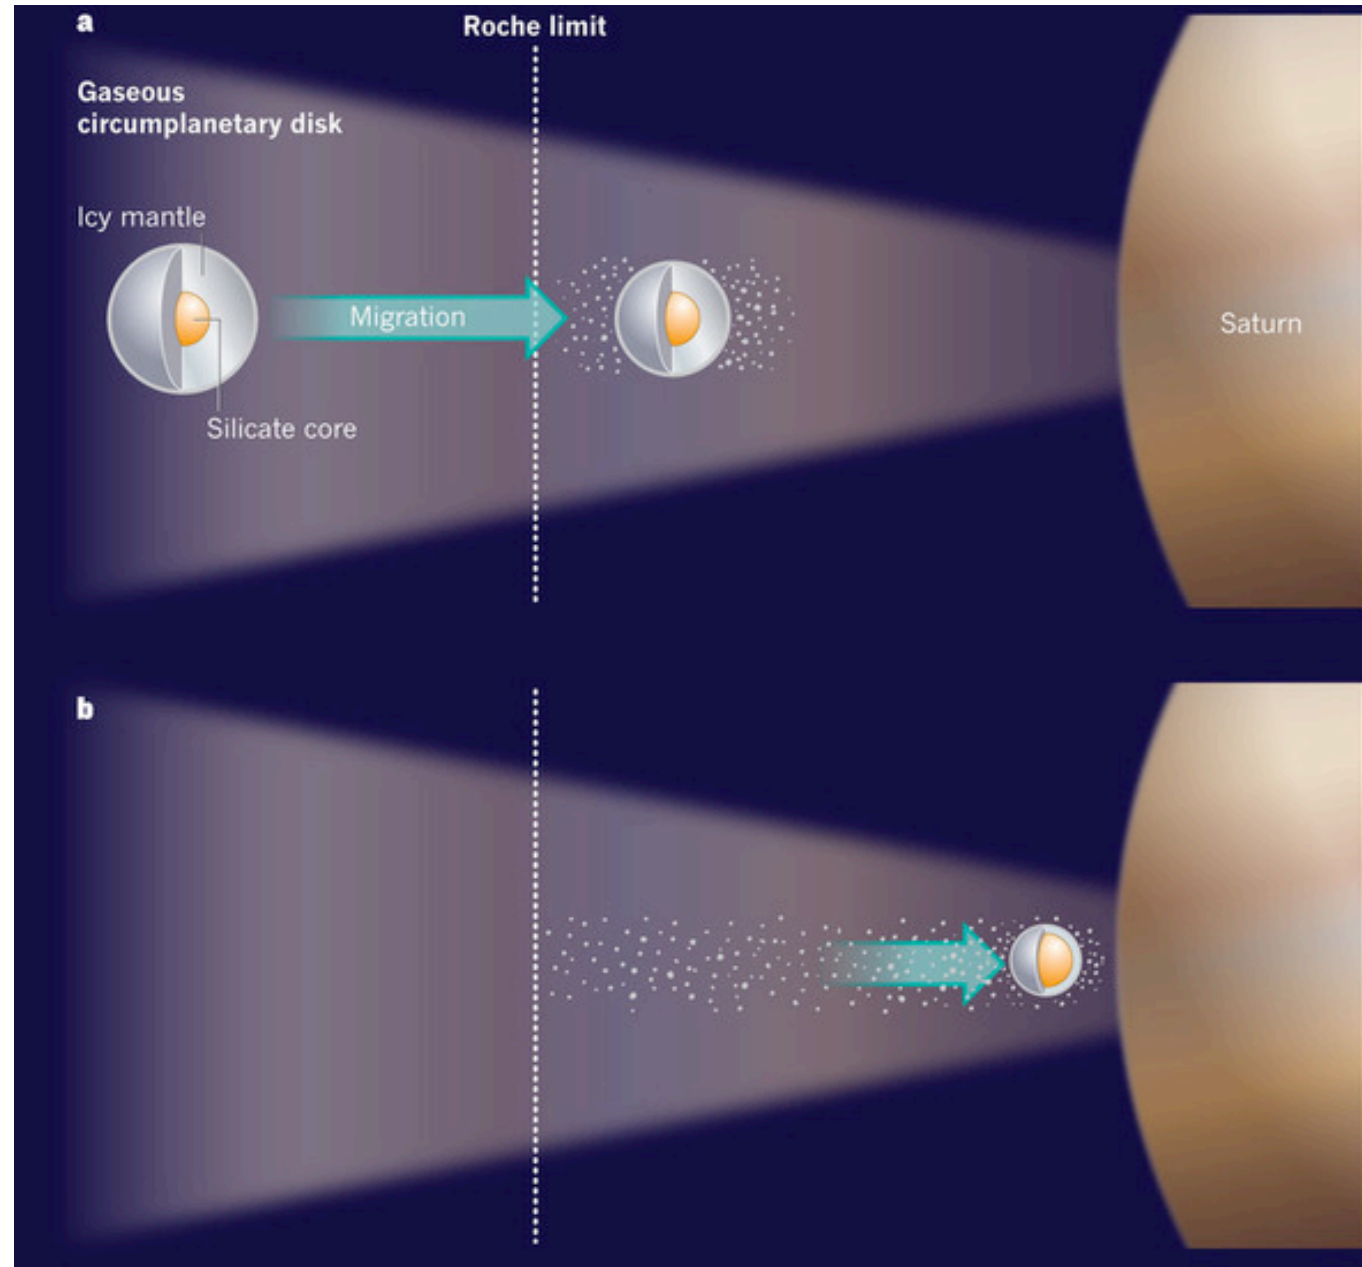 a
Roche limit
Gaseous
circumplanetary disk
Icy mantle
Migration
Saturn
Silicate core
b